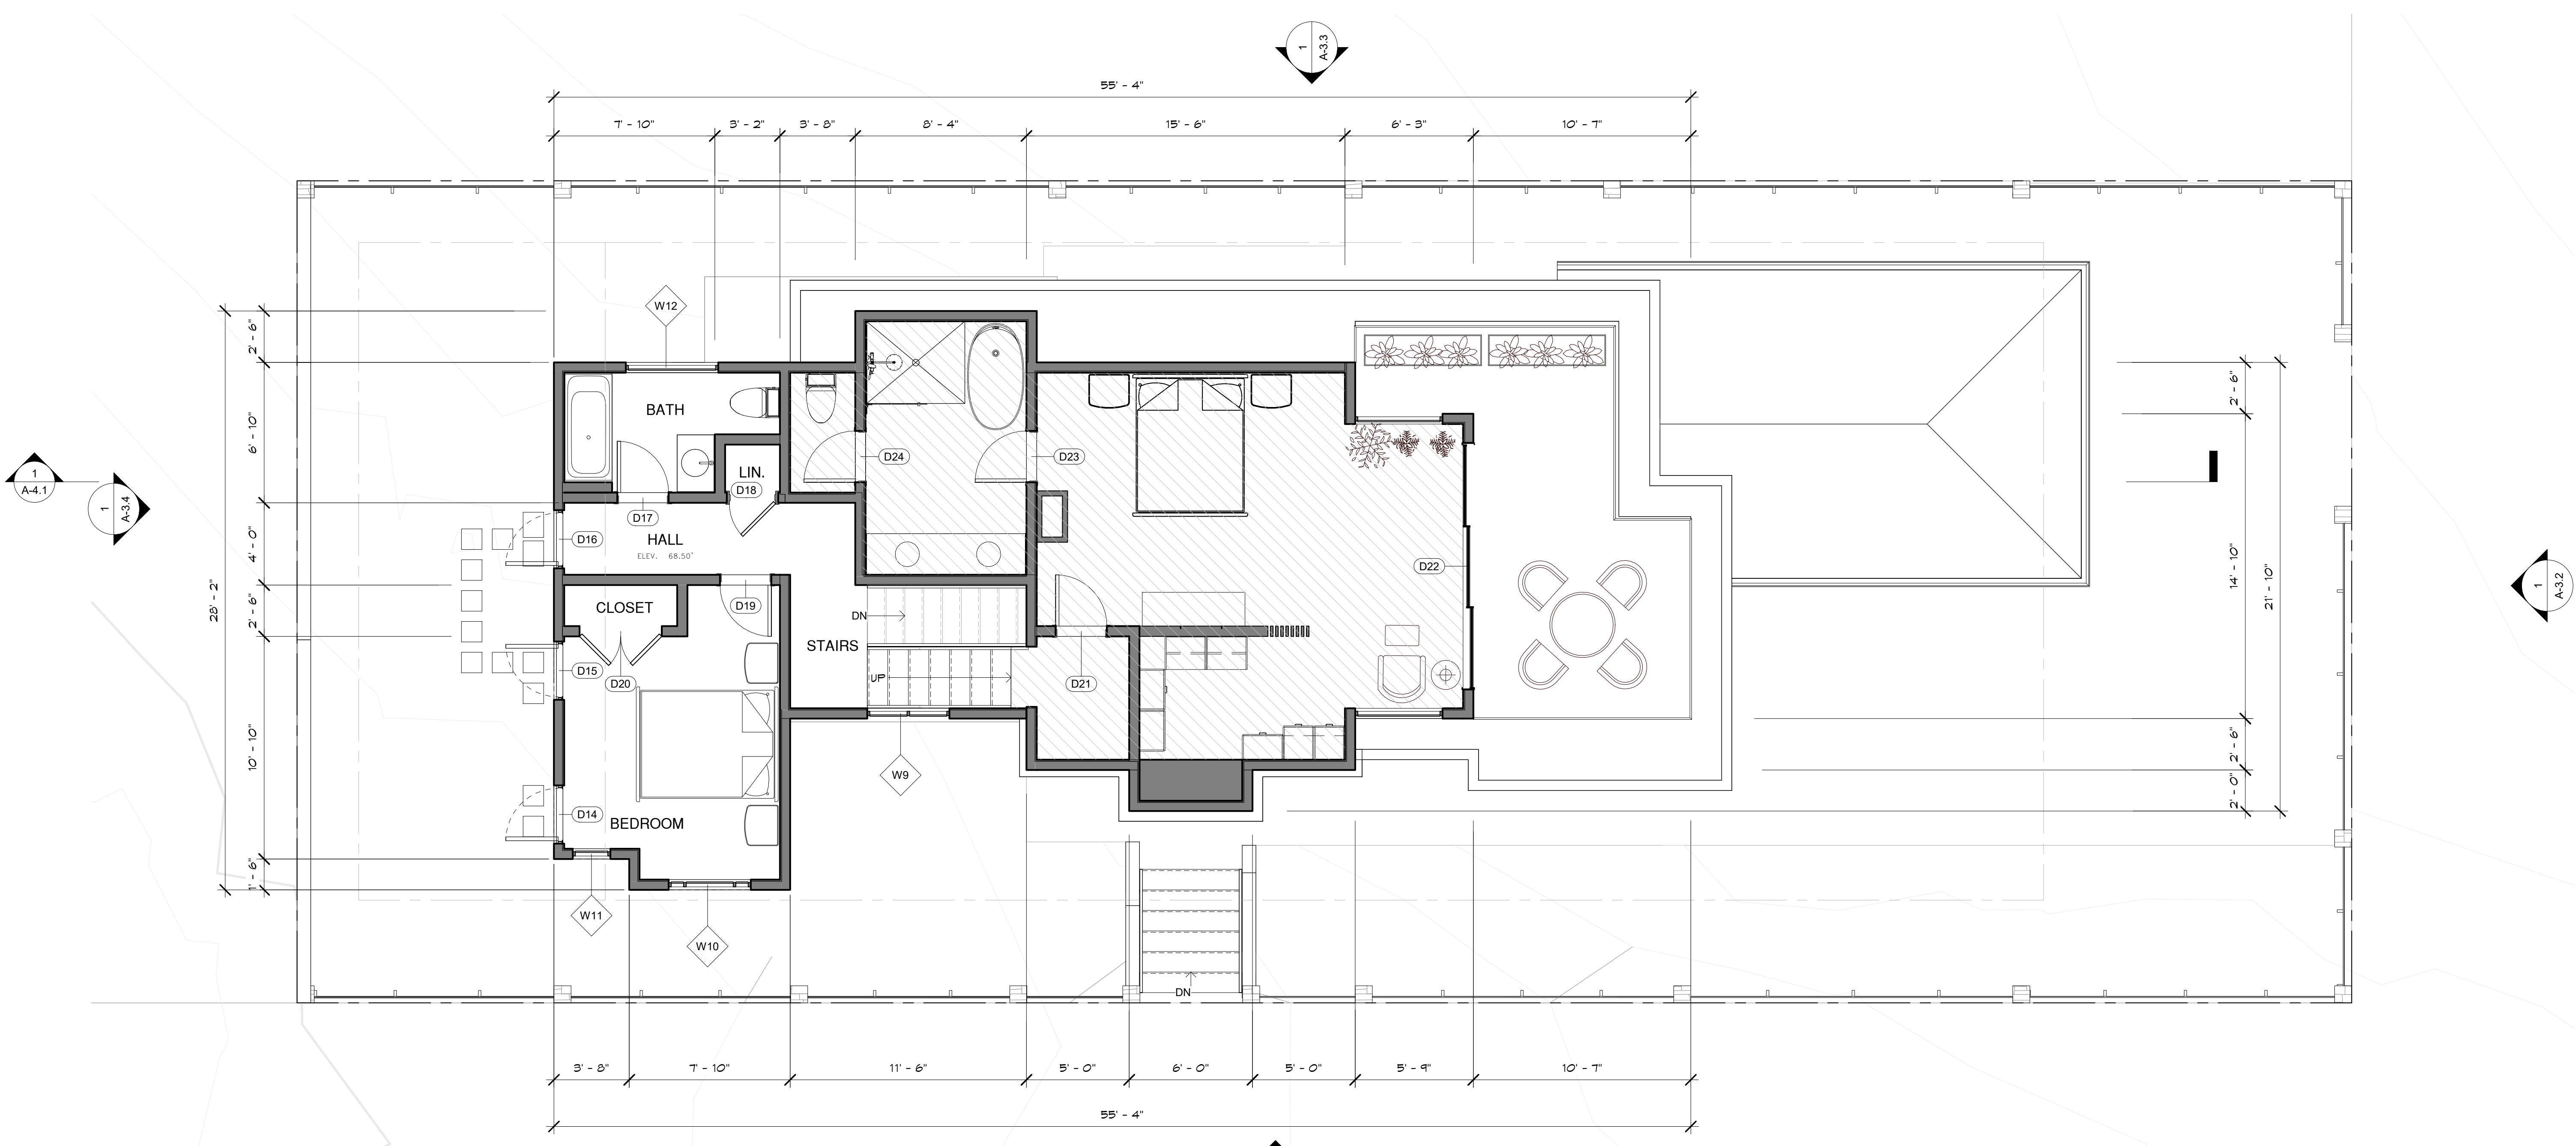 1
A-3.3
55' - 4"
7' - 10"
3' - 2"
3' - 8"
8' - 4"
15' - 6"
6' - 3"
10' - 7"
W12
2' - 6"
6' - 10"
4' - 0"
2' - 6"
10' - 10"
1' - 6"
28' - 2"
1
A-4.1
1
A-3.4
BATH
LIN.
D18
D17
D16
HALL
ELEV. 68.50'
D24
D23
D22
CLOSET
D19
DN
STAIRS
UP
D15
D20
D21
D14
BEDROOM
W9
W11
W10
DN
2' - 6"
14' - 10"
21' - 10"
2' - 6"
2' - 0"
1
A-3.2
3' - 8"
7' - 10"
11' - 6"
5' - 0"
6' - 0"
5' - 0"
5' - 9"
10' - 7"
55' - 4"